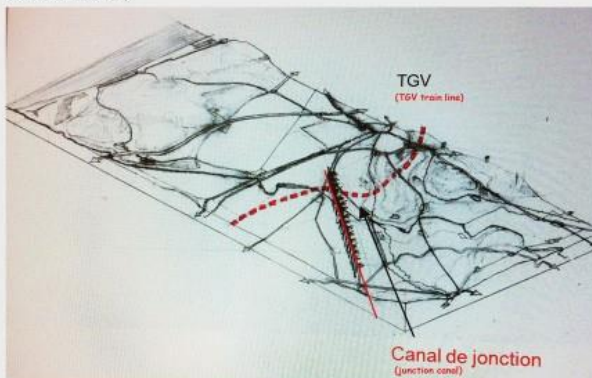 TGV
(TGV train line)
Canal de jonction
(junction canal)